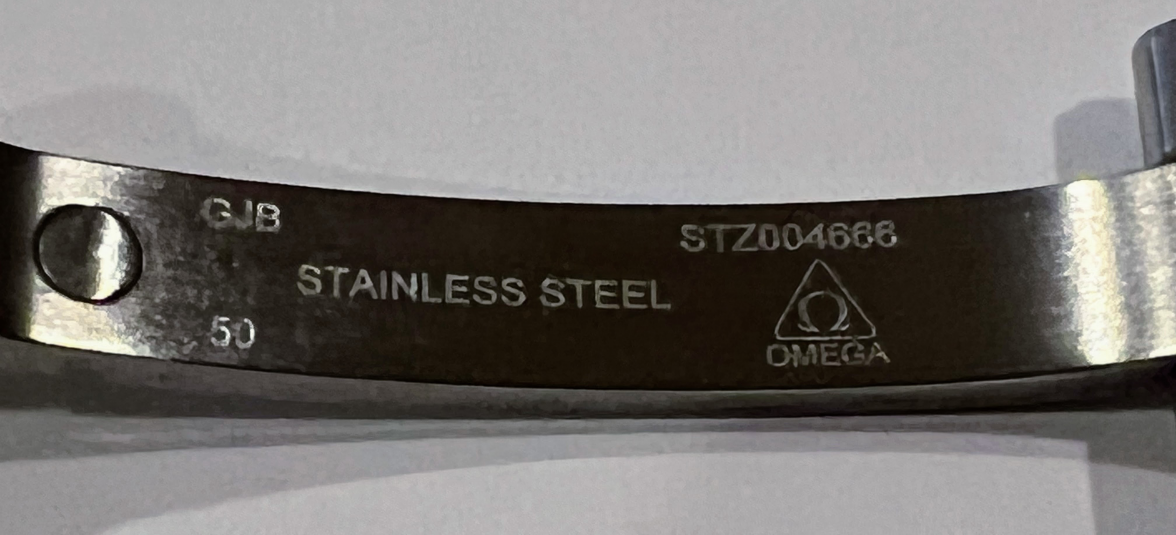 GJB
STZ004666
STAINLESS STEEL
Ω
50
OMEGA